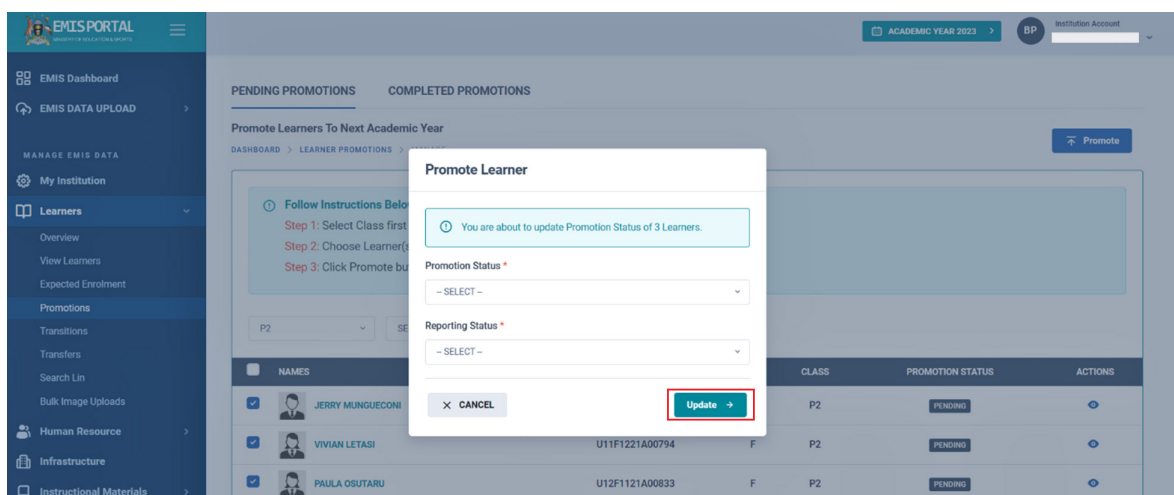 EMIS PORTAL
MINISTRY OF EDUCATION & SPORTS
ACADEMIC YEAR 2023
BP
Institution Account
EMIS Dashboard
EMIS DATA UPLOAD
MANAGE EMIS DATA
My Institution
Learners
Overview
View Learners
Expected Enrolment
Promotions
Transitions
Transfers
Search Lin
Bulk Image Uploads
Human Resource
Infrastructure
Instructional Materials
PENDING PROMOTIONS COMPLETED PROMOTIONS
Promote Learners To Next Academic Year
DASHBOARD > LEARNER PROMOTIONS >
Promote
Follow Instructions Belo
Step 1: Select Class first
Step 2: Choose Learner(s
Step 3: Click Promote bu
P2
SE
NAMES CLASS PROMOTION STATUS ACTIONS
JERRY MUNGUECONI P2 PENDING
VIVIAN LETASI U11F1221A00794 F P2 PENDING
PAULA OSUTARU U12F1121A00833 F P2 PENDING
Promote Learner
You are about to update Promotion Status of 3 Learners.
Promotion Status *
-- SELECT --
Reporting Status *
-- SELECT --
CANCEL
Update →